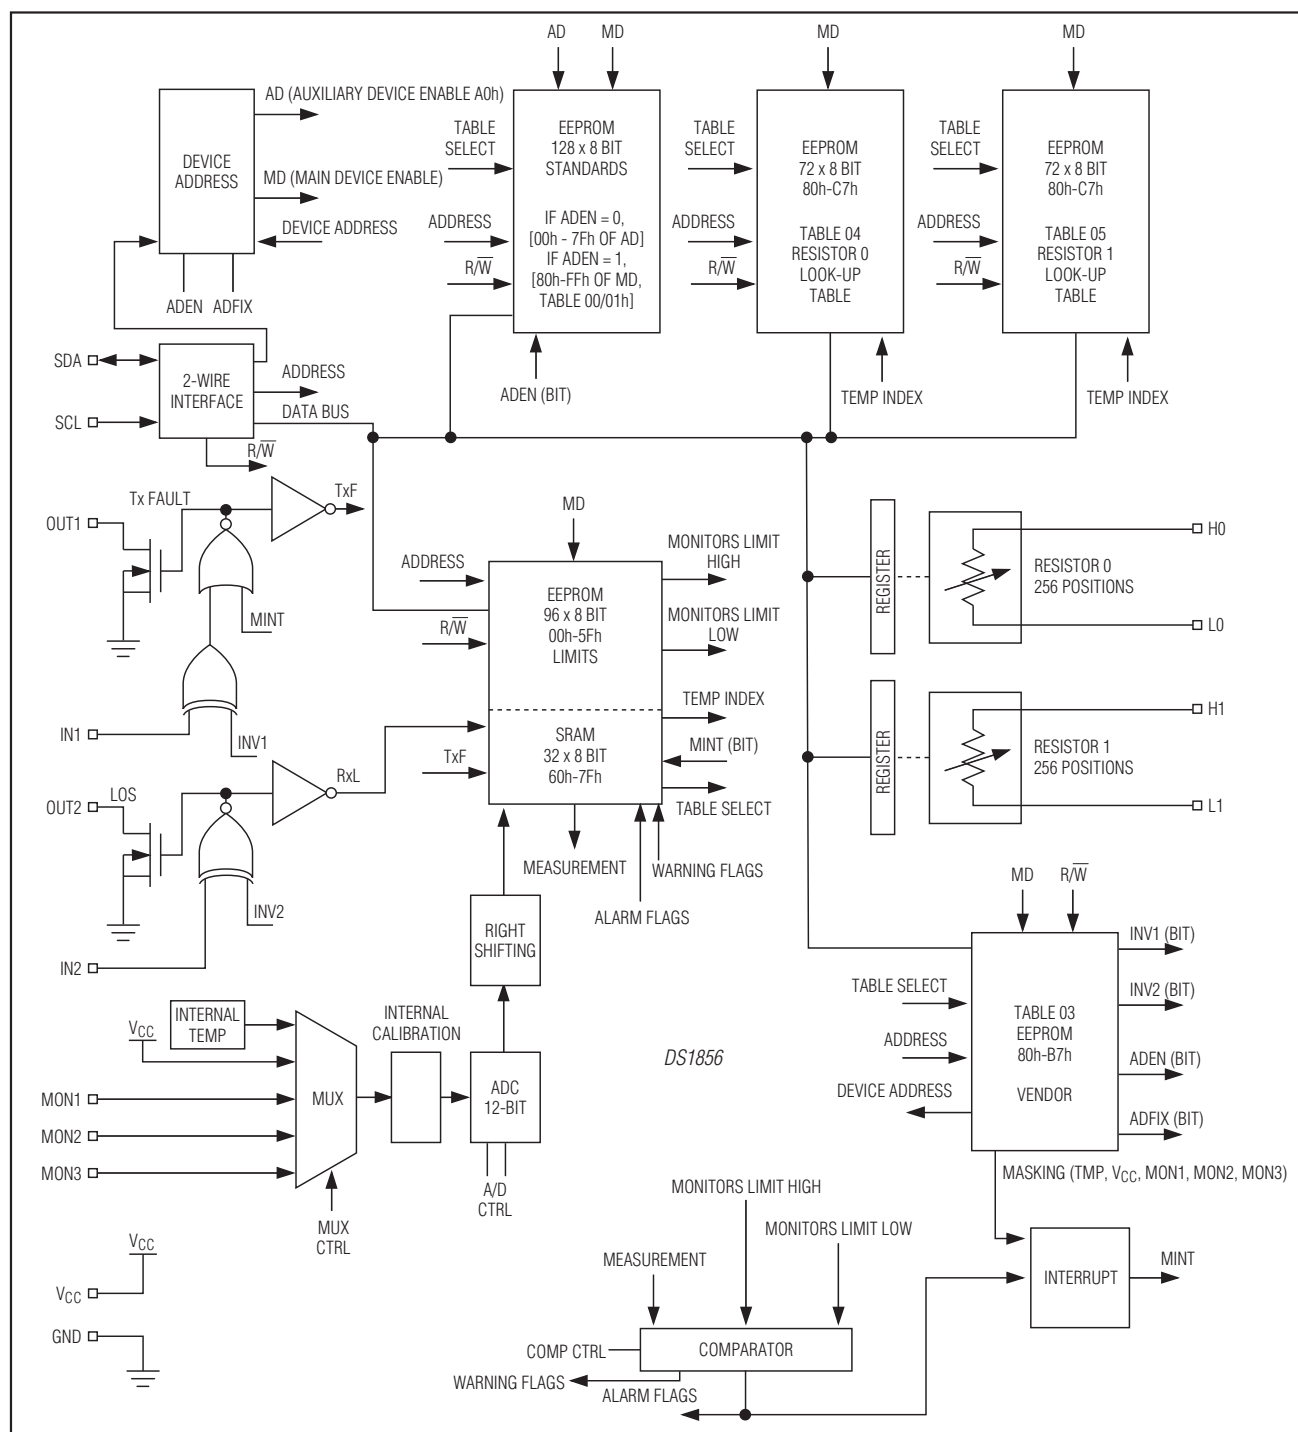 AD
MD
MD
MD
DEVICE
ADDRESS
AD (AUXILIARY DEVICE ENABLE A0h)
MD (MAIN DEVICE ENABLE)
DEVICE ADDRESS
ADEN
ADFIX
TABLE
SELECT
ADDRESS
R/W̅
EEPROM
128 x 8 BIT
STANDARDS
IF ADEN = 0,
[00h - 7Fh OF AD]
IF ADEN = 1,
[80h-FFh OF MD,
TABLE 00/01h]
ADEN (BIT)
TABLE
SELECT
ADDRESS
R/W̅
EEPROM
72 x 8 BIT
80h-C7h
TABLE 04
RESISTOR 0
LOOK-UP
TABLE
TEMP INDEX
TABLE
SELECT
ADDRESS
R/W̅
EEPROM
72 x 8 BIT
80h-C7h
TABLE 05
RESISTOR 1
LOOK-UP
TABLE
TEMP INDEX
SDA
SCL
2-WIRE
INTERFACE
ADDRESS
DATA BUS
R/W̅
Tx FAULT
TxF
OUT1
MINT
IN1
INV1
OUT2
LOS
RxL
INV2
IN2
MD
ADDRESS
R/W̅
TxF
EEPROM
96 x 8 BIT
00h-5Fh
LIMITS
SRAM
32 x 8 BIT
60h-7Fh
MONITORS LIMIT
HIGH
MONITORS LIMIT
LOW
TEMP INDEX
MINT (BIT)
TABLE SELECT
MEASUREMENT
WARNING FLAGS
ALARM FLAGS
REGISTER
RESISTOR 0
256 POSITIONS
H0
L0
REGISTER
RESISTOR 1
256 POSITIONS
H1
L1
RIGHT
SHIFTING
INTERNAL
TEMP
VCC
MON1
MON2
MON3
MUX
MUX
CTRL
INTERNAL
CALIBRATION
ADC
12-BIT
A/D
CTRL
DS1856
MD
R/W̅
TABLE SELECT
ADDRESS
DEVICE ADDRESS
TABLE 03
EEPROM
80h-B7h
VENDOR
INV1 (BIT)
INV2 (BIT)
ADEN (BIT)
ADFIX (BIT)
MASKING (TMP, VCC, MON1, MON2, MON3)
VCC
VCC
GND
MONITORS LIMIT HIGH
MONITORS LIMIT LOW
MEASUREMENT
COMP CTRL
COMPARATOR
WARNING FLAGS
ALARM FLAGS
INTERRUPT
MINT